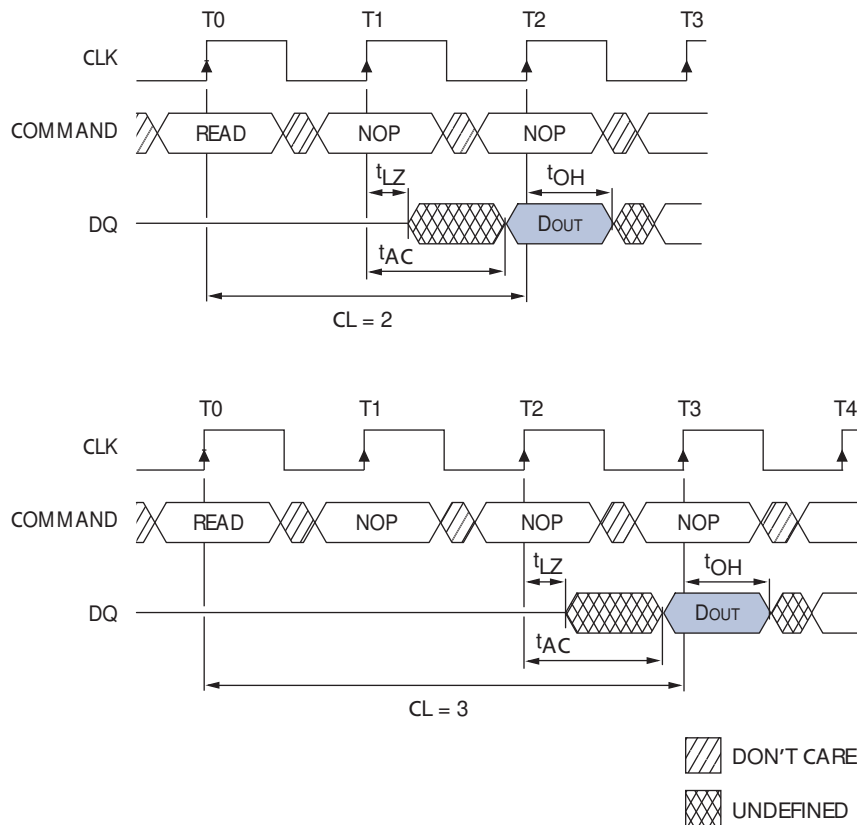 T0 T1 T2 T3
CLK
COMMAND READ NOP NOP
tLZ tOH
DQ DOUT
tAC
CL = 2
T0 T1 T2 T3 T4
CLK
COMMAND READ NOP NOP NOP
tLZ tOH
DQ DOUT
tAC
CL = 3
DON'T CARE
UNDEFINED